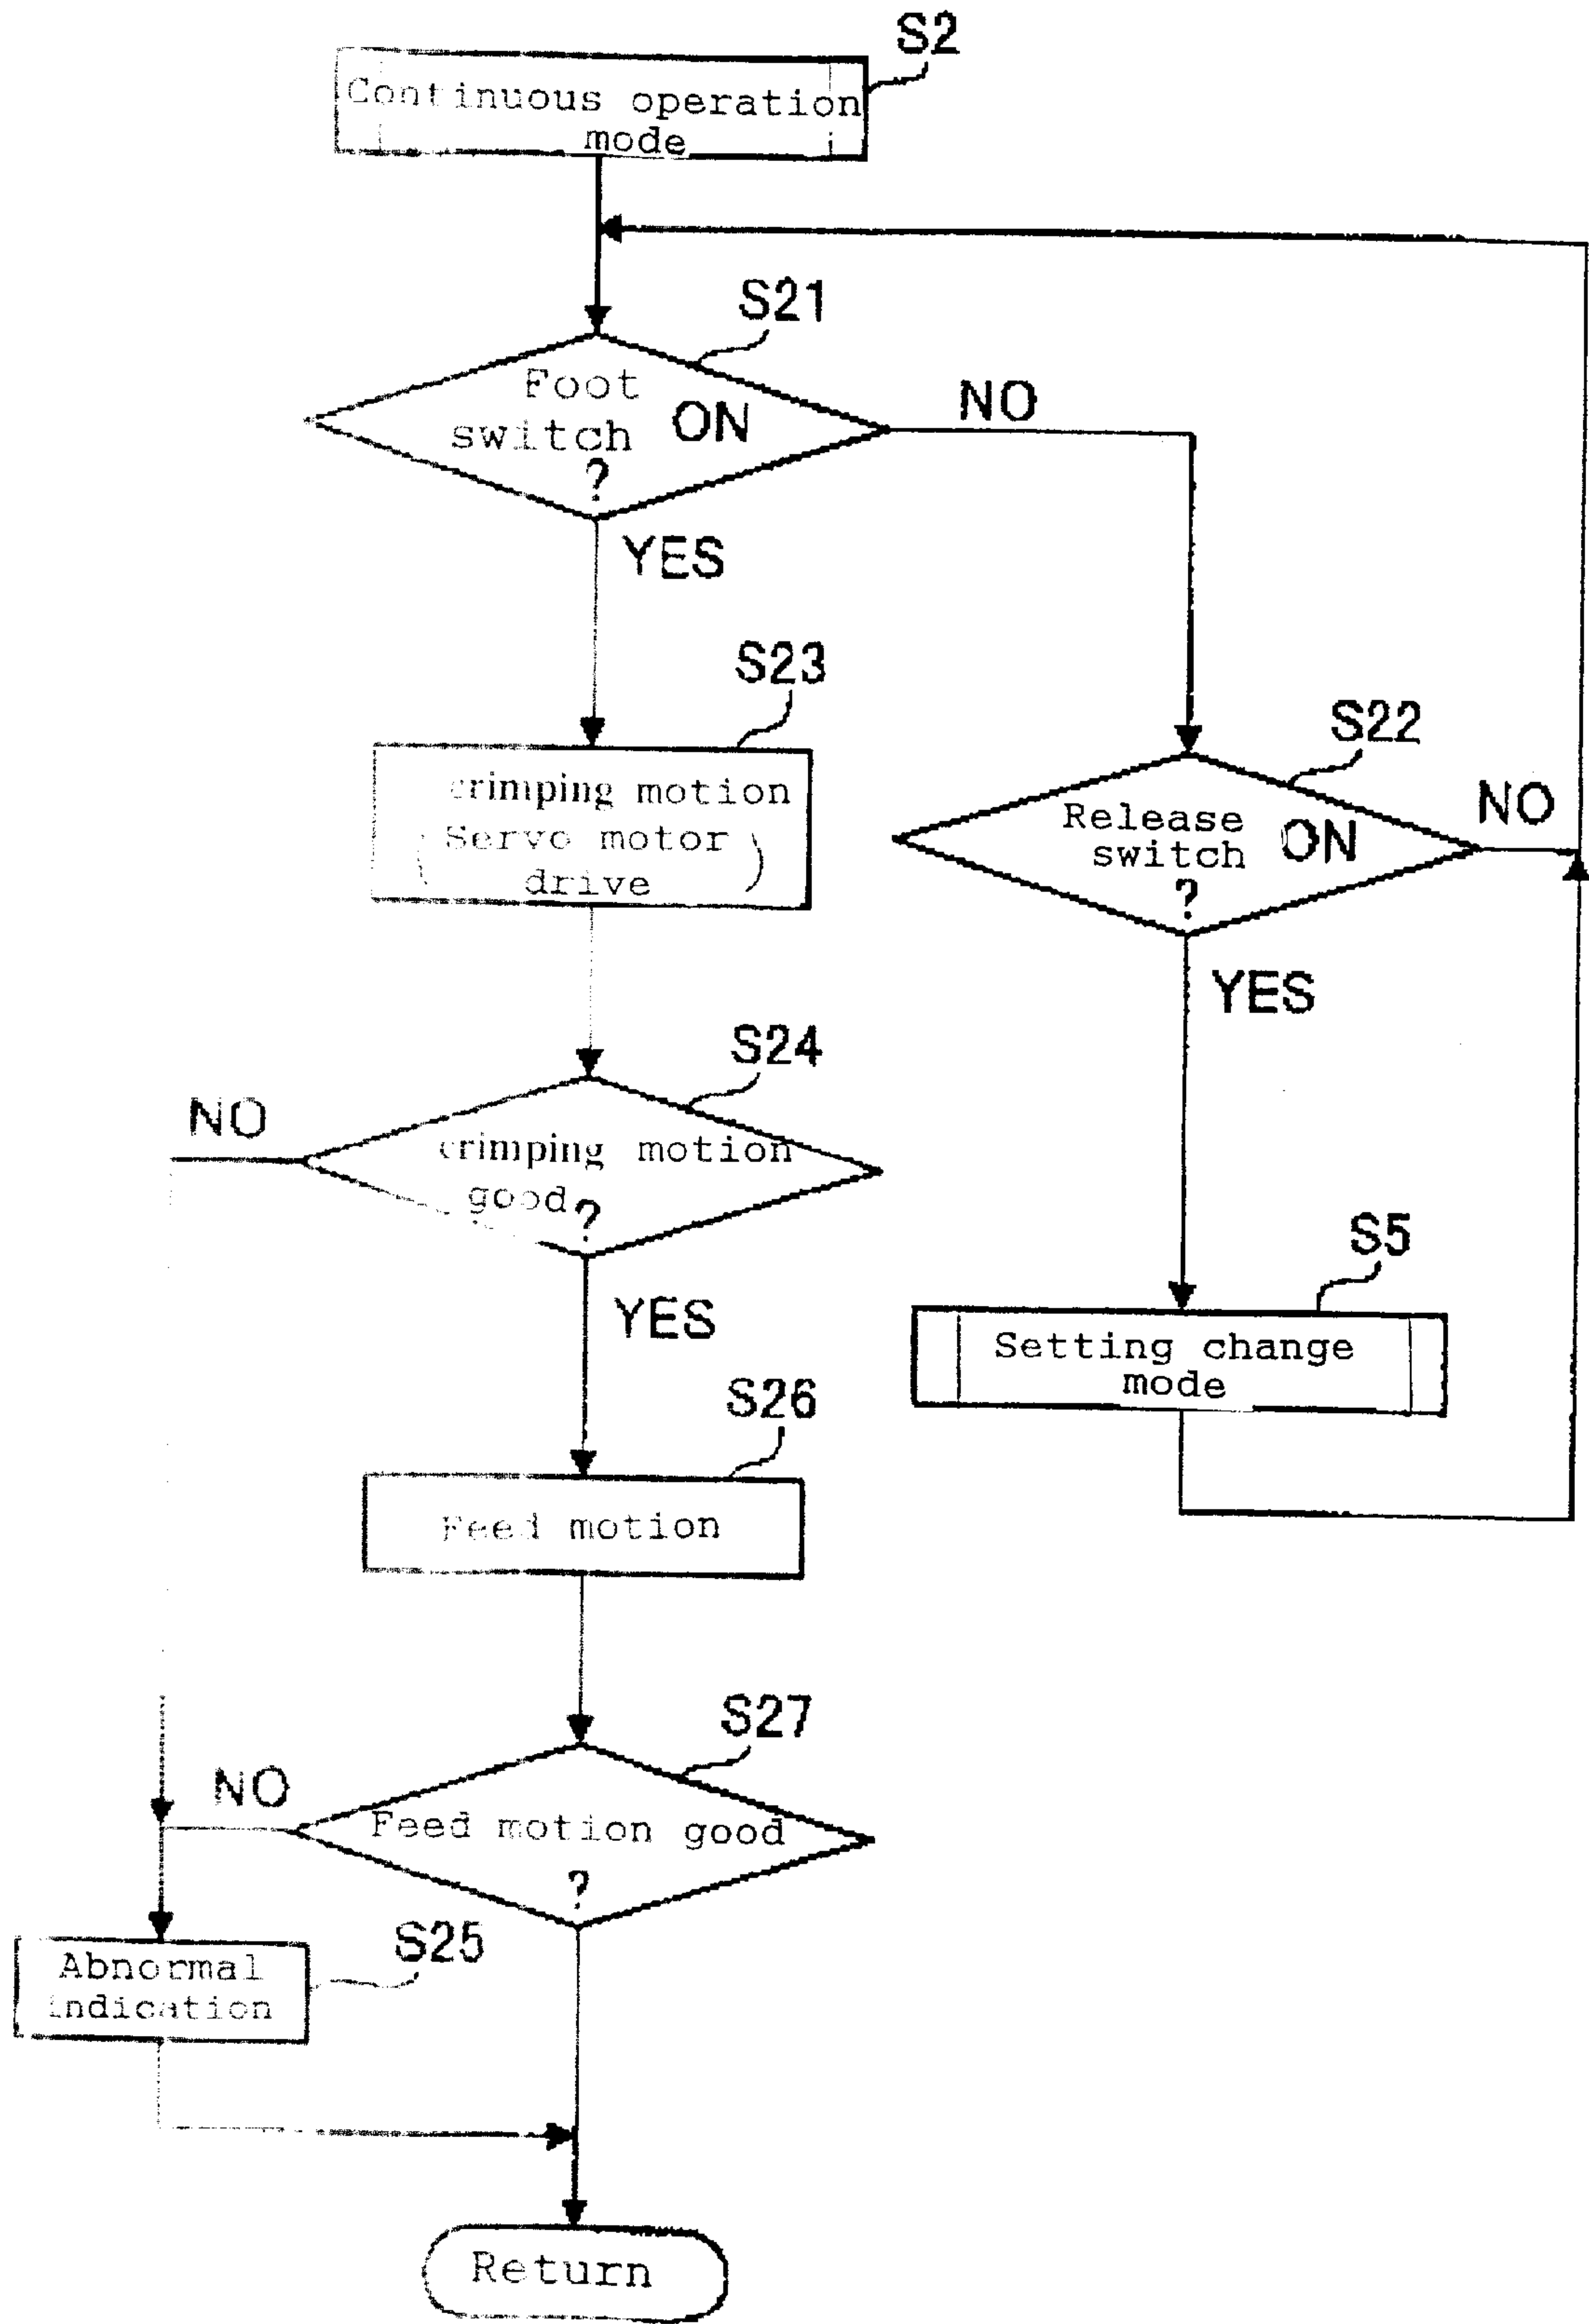 S2
Continuous operation
mode
S21
Foot
switch ON
?
NO
YES
S23
crimping motion
(Servo motor
drive)
S22
Release
switch ON
?
NO
YES
S24
NO
crimping motion
good
?
YES
S5
Setting change
mode
S26
Feed motion
S27
NO
Feed motion good
?
S25
Abnormal
indication
Return